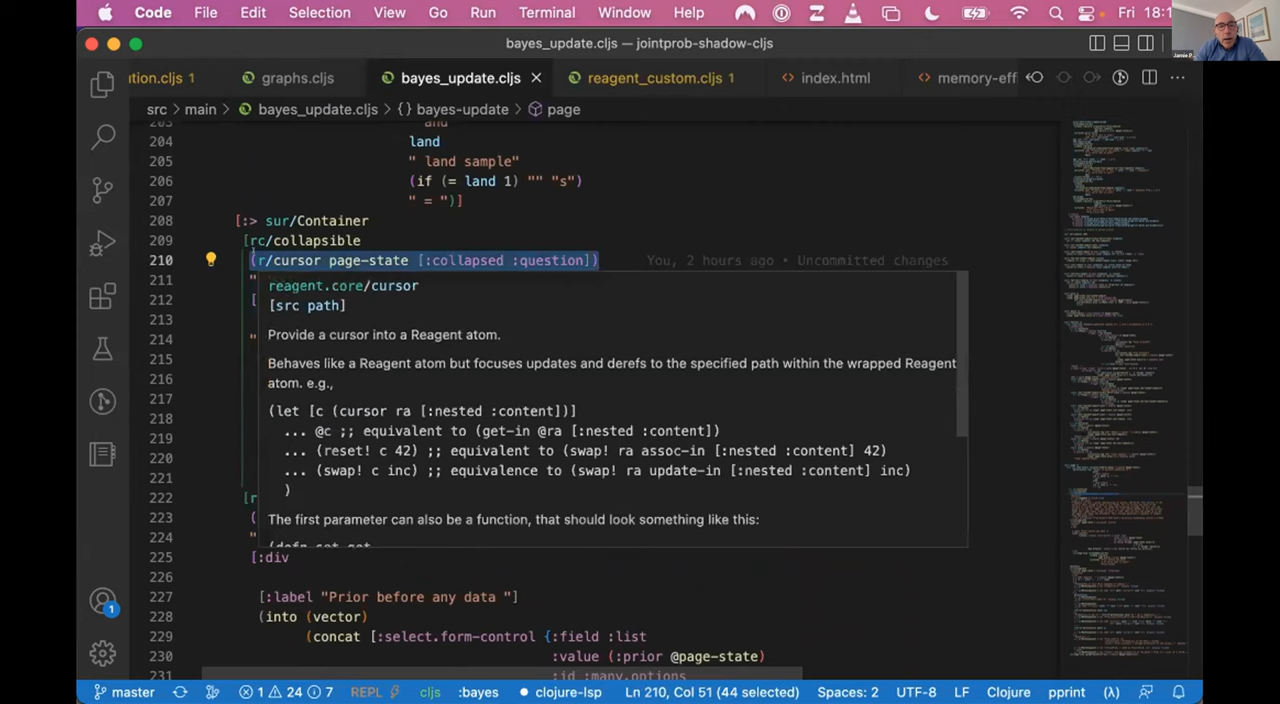 Code File Edit Selection View Go Run Terminal Window Help Fri 18:1
bayes_update.cljs — jointprob-shadow-cljs
ution.cljs 1 graphs.cljs bayes_update.cljs reagent_custom.cljs 1 index.html memory-eff
src > main > bayes_update.cljs > {} bayes-update > page
and
204 land
205 " land sample"
206 (if (= land 1) "" "s")
207 " = ")]
208 [:> sur/Container
209 [rc/collapsible
210 (r/cursor page-state [:collapsed :question]) You, 2 hours ago • Uncommitted changes
211 "
reagent.core/cursor
212 [
[src path]
213
Provide a cursor into a Reagent atom.
214 "
215 Behaves like a Reagent atom but focuses updates and derefs to the specified path within the wrapped Reagent
216 atom. e.g.,
217
(let [c (cursor ra [:nested :content])]
218
... @c ;; equivalent to (get-in @ra [:nested :content])
219
... (reset! c 42) ;; equivalent to (swap! ra assoc-in [:nested :content] 42)
220
... (swap! c inc) ;; equivalence to (swap! ra update-in [:nested :content] inc)
221
)
222 [r
223 (
The first parameter can also be a function, that should look something like this:
224 "
(defn set-get
225 [:div
226
227 [:label "Prior before any data "]
228 (into (vector)
229 (concat [:select.form-control {:field :list
230 :value (:prior @page-state)
231 :id :many.options
master 1 24 7 REPL cljs :bayes clojure-lsp Ln 210, Col 51 (44 selected) Spaces: 2 UTF-8 LF Clojure pprint (λ)
1